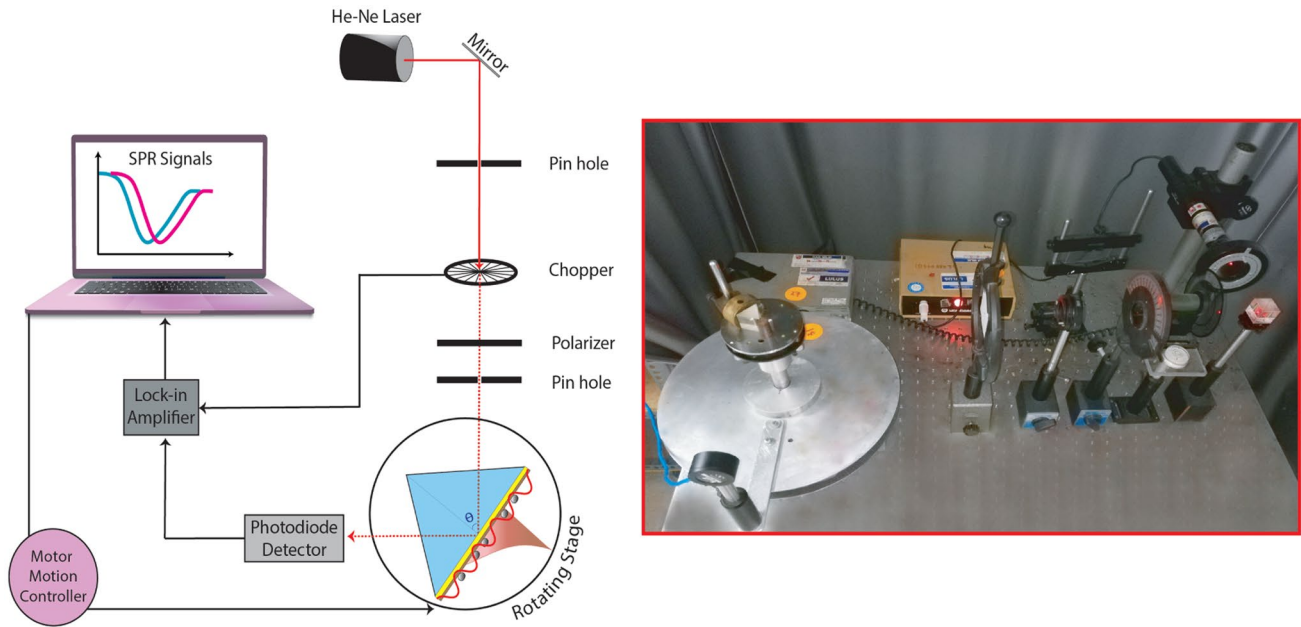 He-Ne Laser
Mirror
SPR Signals
Pin hole
Chopper
Polarizer
Pin hole
Lock-in
Amplifier
θ
Photodiode
Detector
Rotating Stage
Motor
Motion
Controller